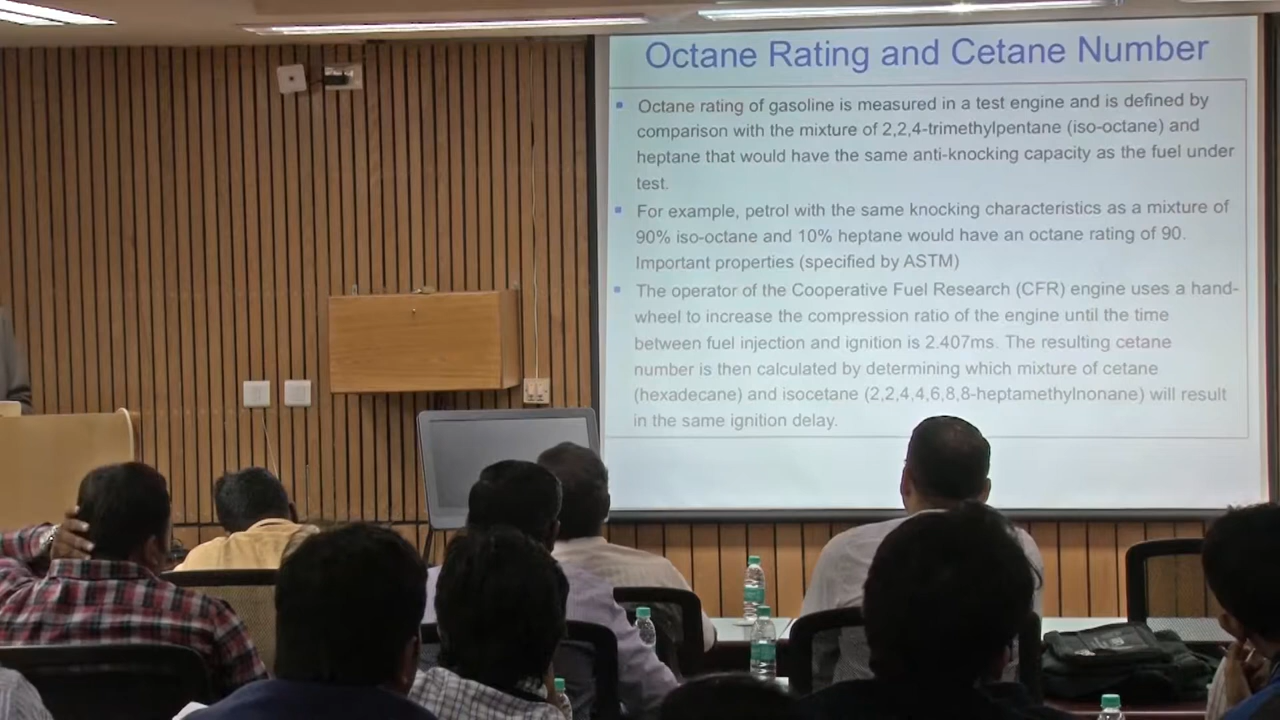 Octane Rating and Cetane Number
Octane rating of gasoline is measured in a test engine and is defined by
comparison with the mixture of 2,2,4-trimethylpentane (iso-octane) and
heptane that would have the same anti-knocking capacity as the fuel under
test.
For example, petrol with the same knocking characteristics as a mixture of
90% iso-octane and 10% heptane would have an octane rating of 90.
Important properties (specified by ASTM)
The operator of the Cooperative Fuel Research (CFR) engine uses a hand-
wheel to increase the compression ratio of the engine until the time
between fuel injection and ignition is 2.407ms. The resulting cetane
number is then calculated by determining which mixture of cetane
(hexadecane) and isocetane (2,2,4,4,6,8,8-heptamethylnonane) will result
in the same ignition delay.